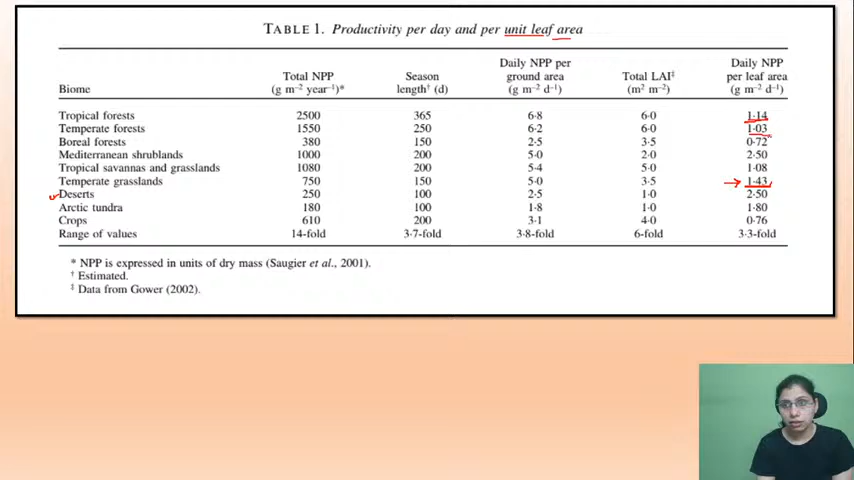 TABLE 1. Productivity per day and per unit leaf area
Biome Total NPP (g m⁻² year⁻¹)* Season length† (d) Daily NPP per ground area (g m⁻² d⁻¹) Total LAI‡ (m² m⁻²) Daily NPP per leaf area (g m⁻² d⁻¹)
Tropical forests 2500 365 6·8 6·0 1·14
Temperate forests 1550 250 6·2 6·0 1·03
Boreal forests 380 150 2·5 3·5 0·72
Mediterranean shrublands 1000 200 5·0 2·0 2·50
Tropical savannas and grasslands 1080 200 5·4 5·0 1·08
Temperate grasslands 750 150 5·0 3·5 1·43
Deserts 250 100 2·5 1·0 2·50
Arctic tundra 180 100 1·8 1·0 1·80
Crops 610 200 3·1 4·0 0·76
Range of values 14-fold 3·7-fold 3·8-fold 6-fold 3·3-fold
* NPP is expressed in units of dry mass (Saugier et al., 2001).
† Estimated.
‡ Data from Gower (2002).